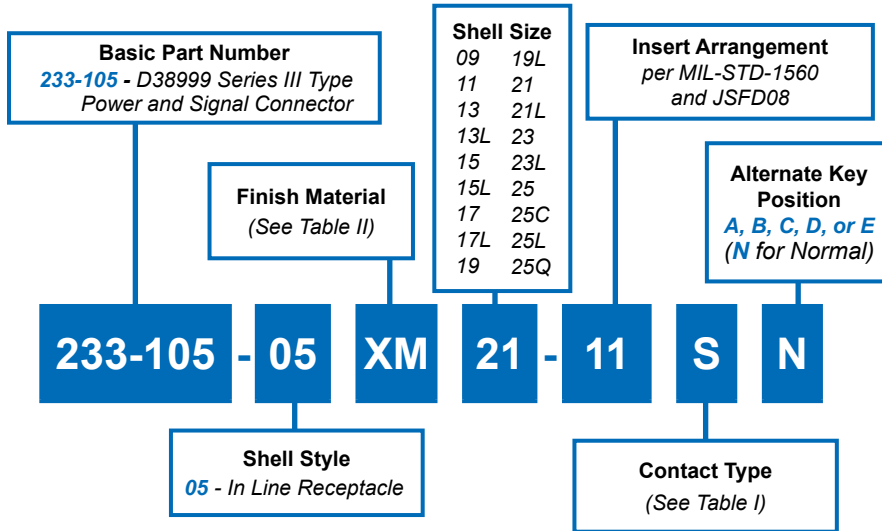 Basic Part Number
233-105 - D38999 Series III Type
Power and Signal Connector
Finish Material
(See Table II)
Shell Size
09 19L
11 21
13 21L
13L 23
15 23L
15L 25
17 25C
17L 25L
19 25Q
Insert Arrangement
per MIL-STD-1560
and JSFD08
Alternate Key
Position
A, B, C, D, or E
(N for Normal)
233-105 - 05 XM 21 - 11 S N
Shell Style
05 - In Line Receptacle
Contact Type
(See Table I)